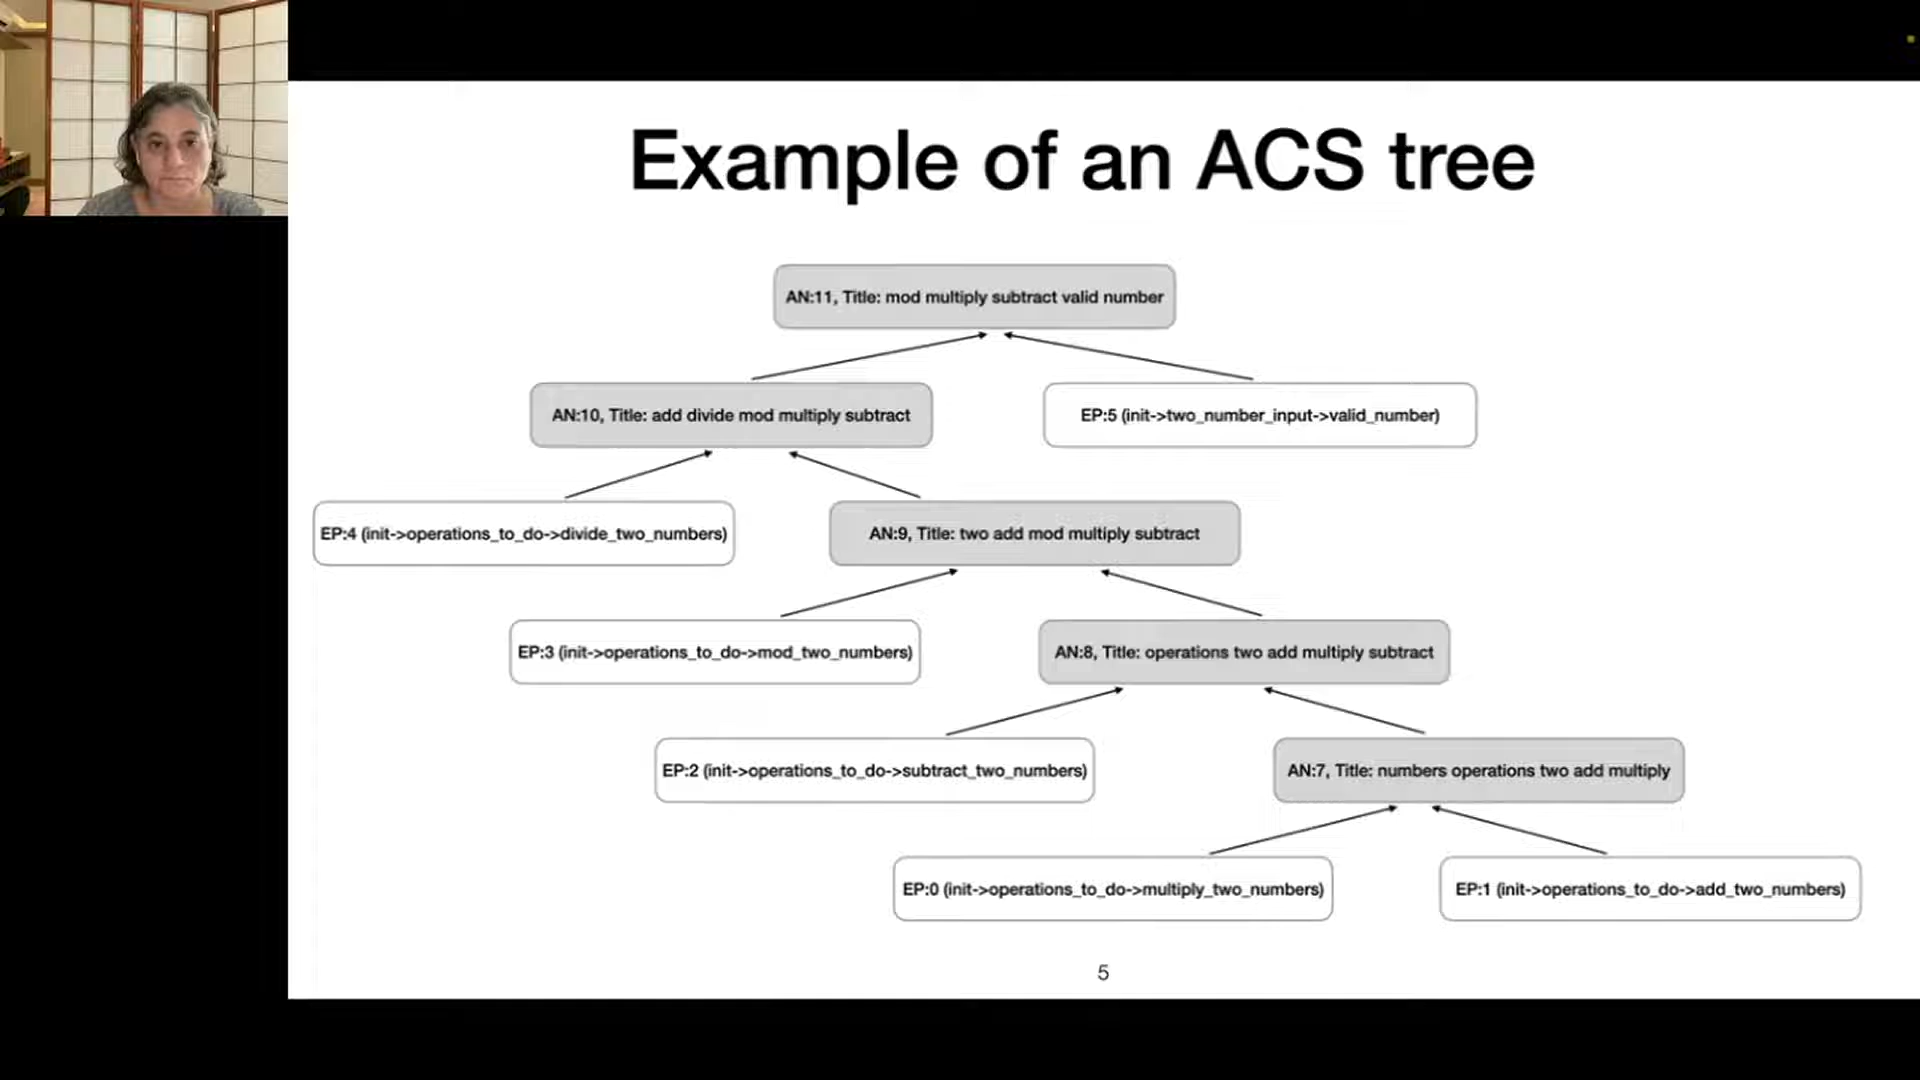 Example of an ACS tree
AN:11, Title: mod multiply subtract valid number
AN:10, Title: add divide mod multiply subtract
EP:5 (init->two_number_input->valid_number)
EP:4 (init->operations_to_do->divide_two_numbers)
AN:9, Title: two add mod multiply subtract
EP:3 (init->operations_to_do->mod_two_numbers)
AN:8, Title: operations two add multiply subtract
EP:2 (init->operations_to_do->subtract_two_numbers)
AN:7, Title: numbers operations two add multiply
EP:0 (init->operations_to_do->multiply_two_numbers)
EP:1 (init->operations_to_do->add_two_numbers)
5